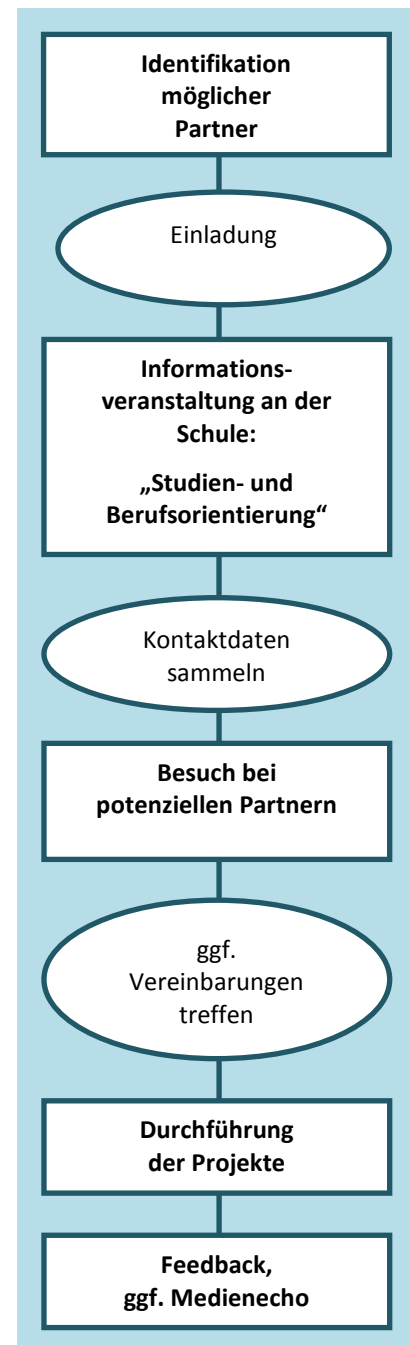 Identifikation
möglicher
Partner
Einladung
Informations-
veranstaltung an der
Schule:
„Studien- und
Berufsorientierung“
Kontaktdaten
sammeln
Besuch bei
potenziellen Partnern
ggf.
Vereinbarungen
treffen
Durchführung
der Projekte
Feedback,
ggf. Medienecho